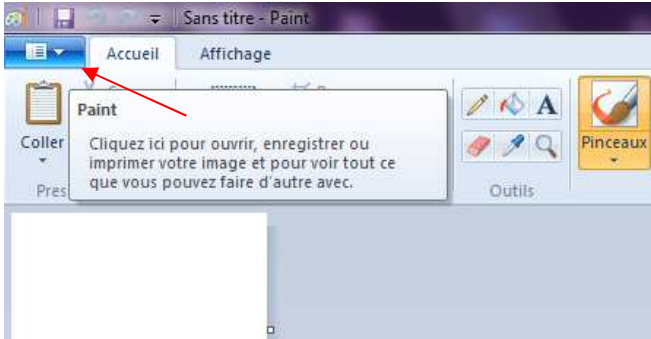 Sans titre - Paint
Accueil Affichage
Paint
Cliquez ici pour ouvrir, enregistrer ou
imprimer votre image et pour voir tout ce
que vous pouvez faire d'autre avec.
Coller
A
Pinceaux
Pres
Outils